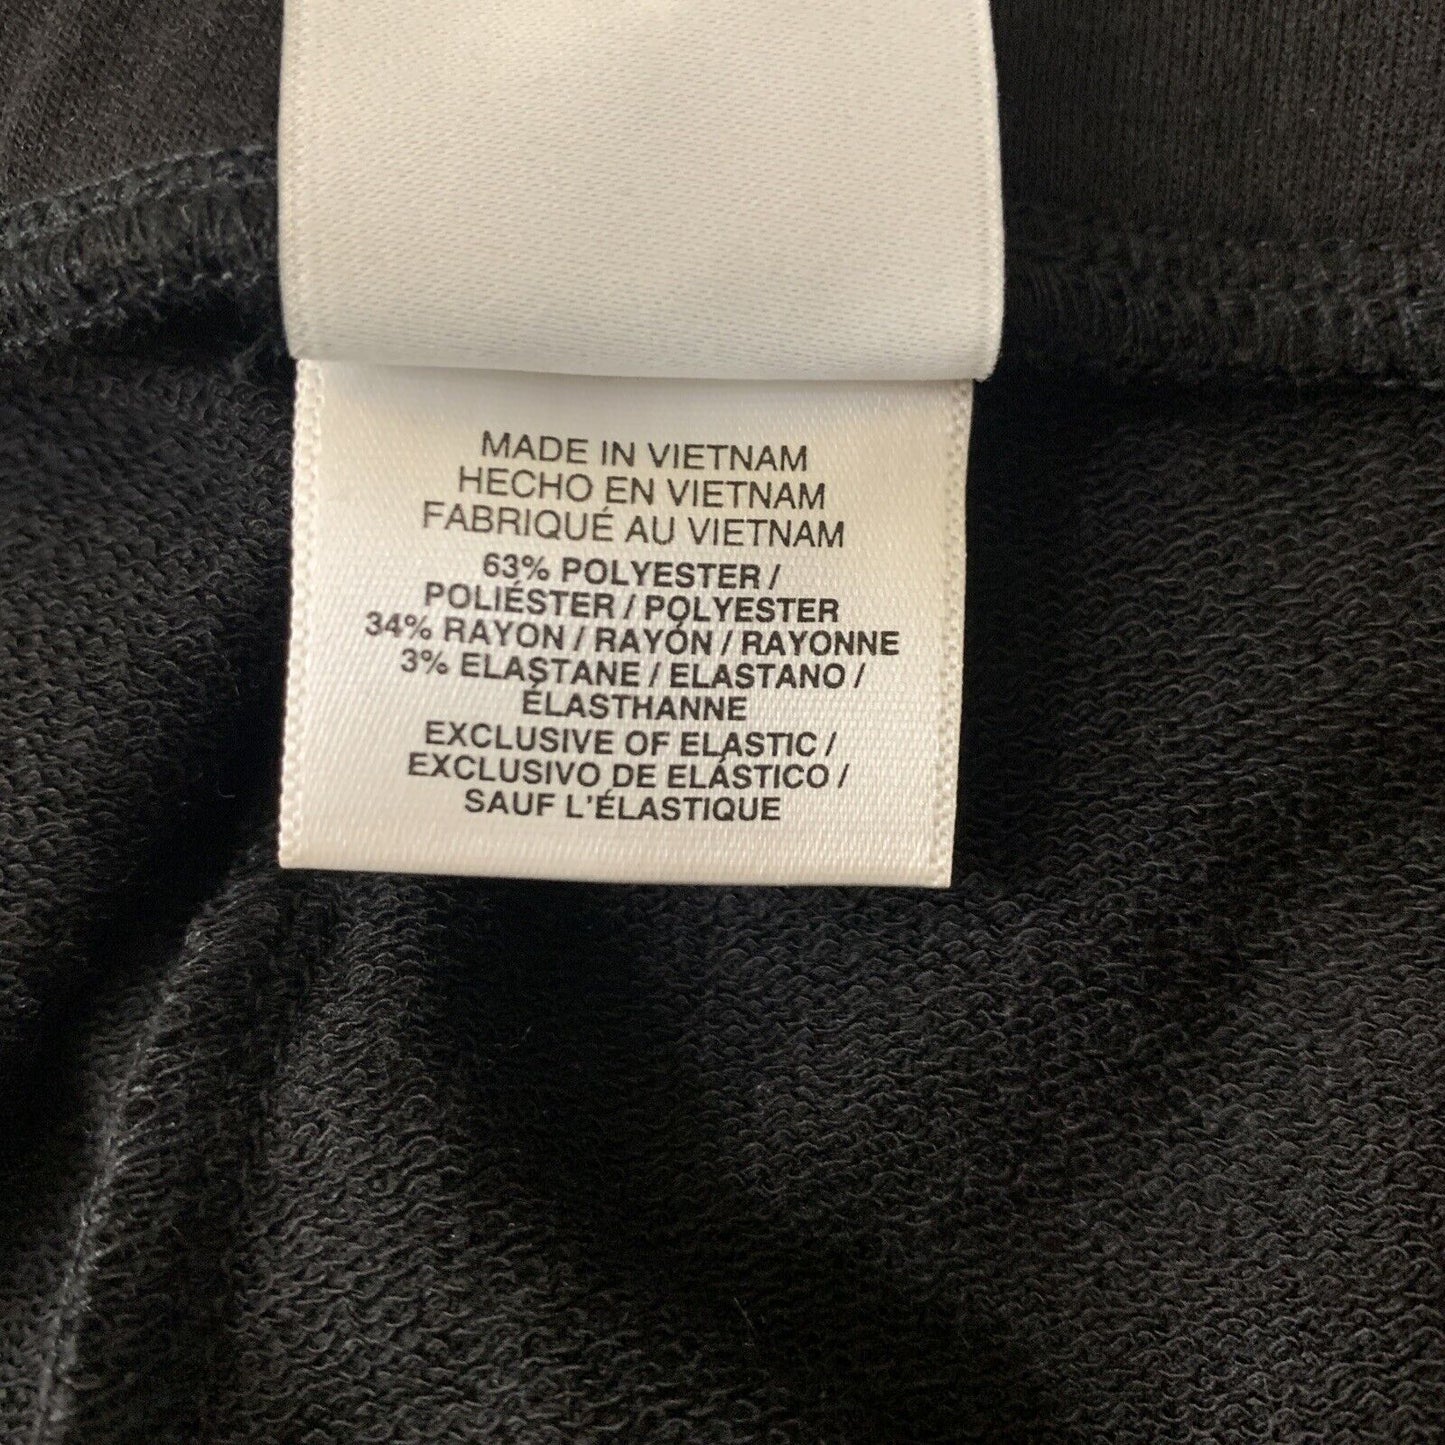 MADE IN VIETNAM
HECHO EN VIETNAM
FABRIQUÉ AU VIETNAM
63% POLYESTER /
POLIÉSTER / POLYESTER
34% RAYON / RAYÓN / RAYONNE
3% ELASTANE / ELASTANO /
ÉLASTHANNE
EXCLUSIVE OF ELASTIC /
EXCLUSIVO DE ELÁSTICO /
SAUF L'ÉLASTIQUE